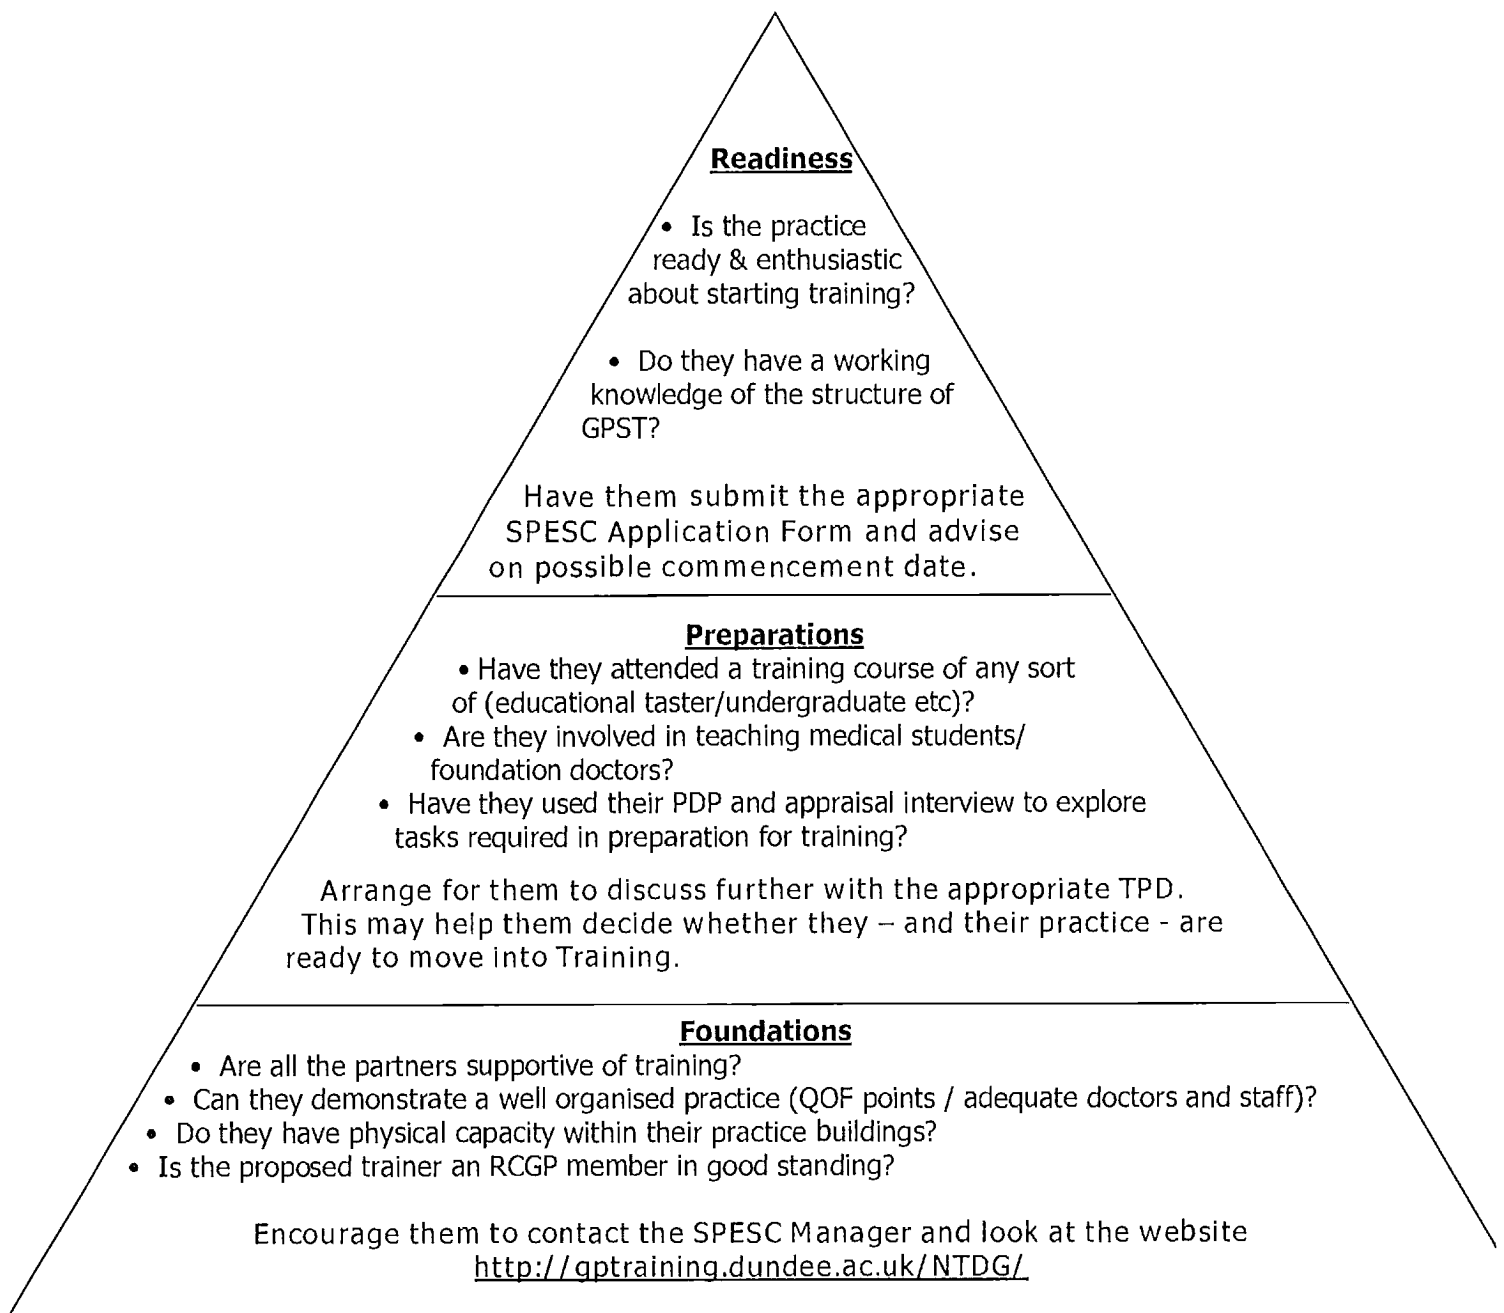 Readiness
• Is the practice
ready & enthusiastic
about starting training?
• Do they have a working
knowledge of the structure of
GPST?
Have them submit the appropriate
SPESC Application Form and advise
on possible commencement date.
Preparations
• Have they attended a training course of any sort
of (educational taster/undergraduate etc)?
• Are they involved in teaching medical students/
foundation doctors?
• Have they used their PDP and appraisal interview to explore
tasks required in preparation for training?
Arrange for them to discuss further with the appropriate TPD.
This may help them decide whether they – and their practice - are
ready to move into Training.
Foundations
• Are all the partners supportive of training?
• Can they demonstrate a well organised practice (QOF points / adequate doctors and staff)?
• Do they have physical capacity within their practice buildings?
• Is the proposed trainer an RCGP member in good standing?
Encourage them to contact the SPESC Manager and look at the website
http://gptraining.dundee.ac.uk/NTDG/